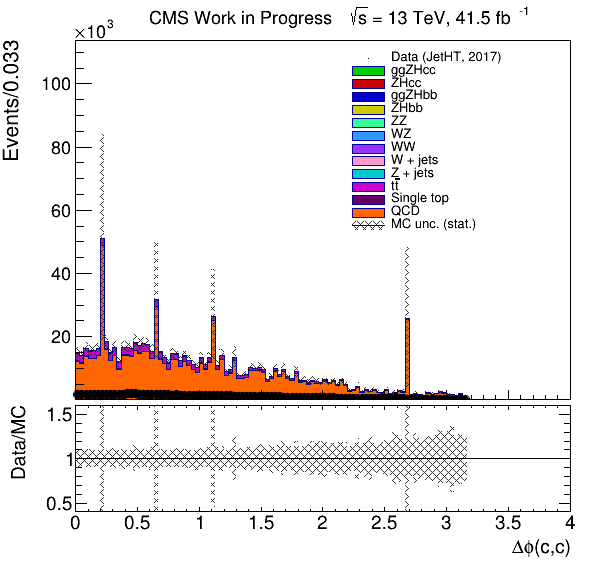 CMS Work in Progress √s = 13 TeV, 41.5 fb⁻¹
×10³
Events/0.033
100
80
60
40
20
Data (JetHT, 2017)
ggZHcc
ZHcc
ggZHbb
ZHbb
ZZ
WZ
WW
W + jets
Z + jets
tt̅
Single top
QCD
MC unc. (stat.)
Data/MC
1.5
1
0.5
0 0.5 1 1.5 2 2.5 3 3.5 4
Δϕ(c,c)